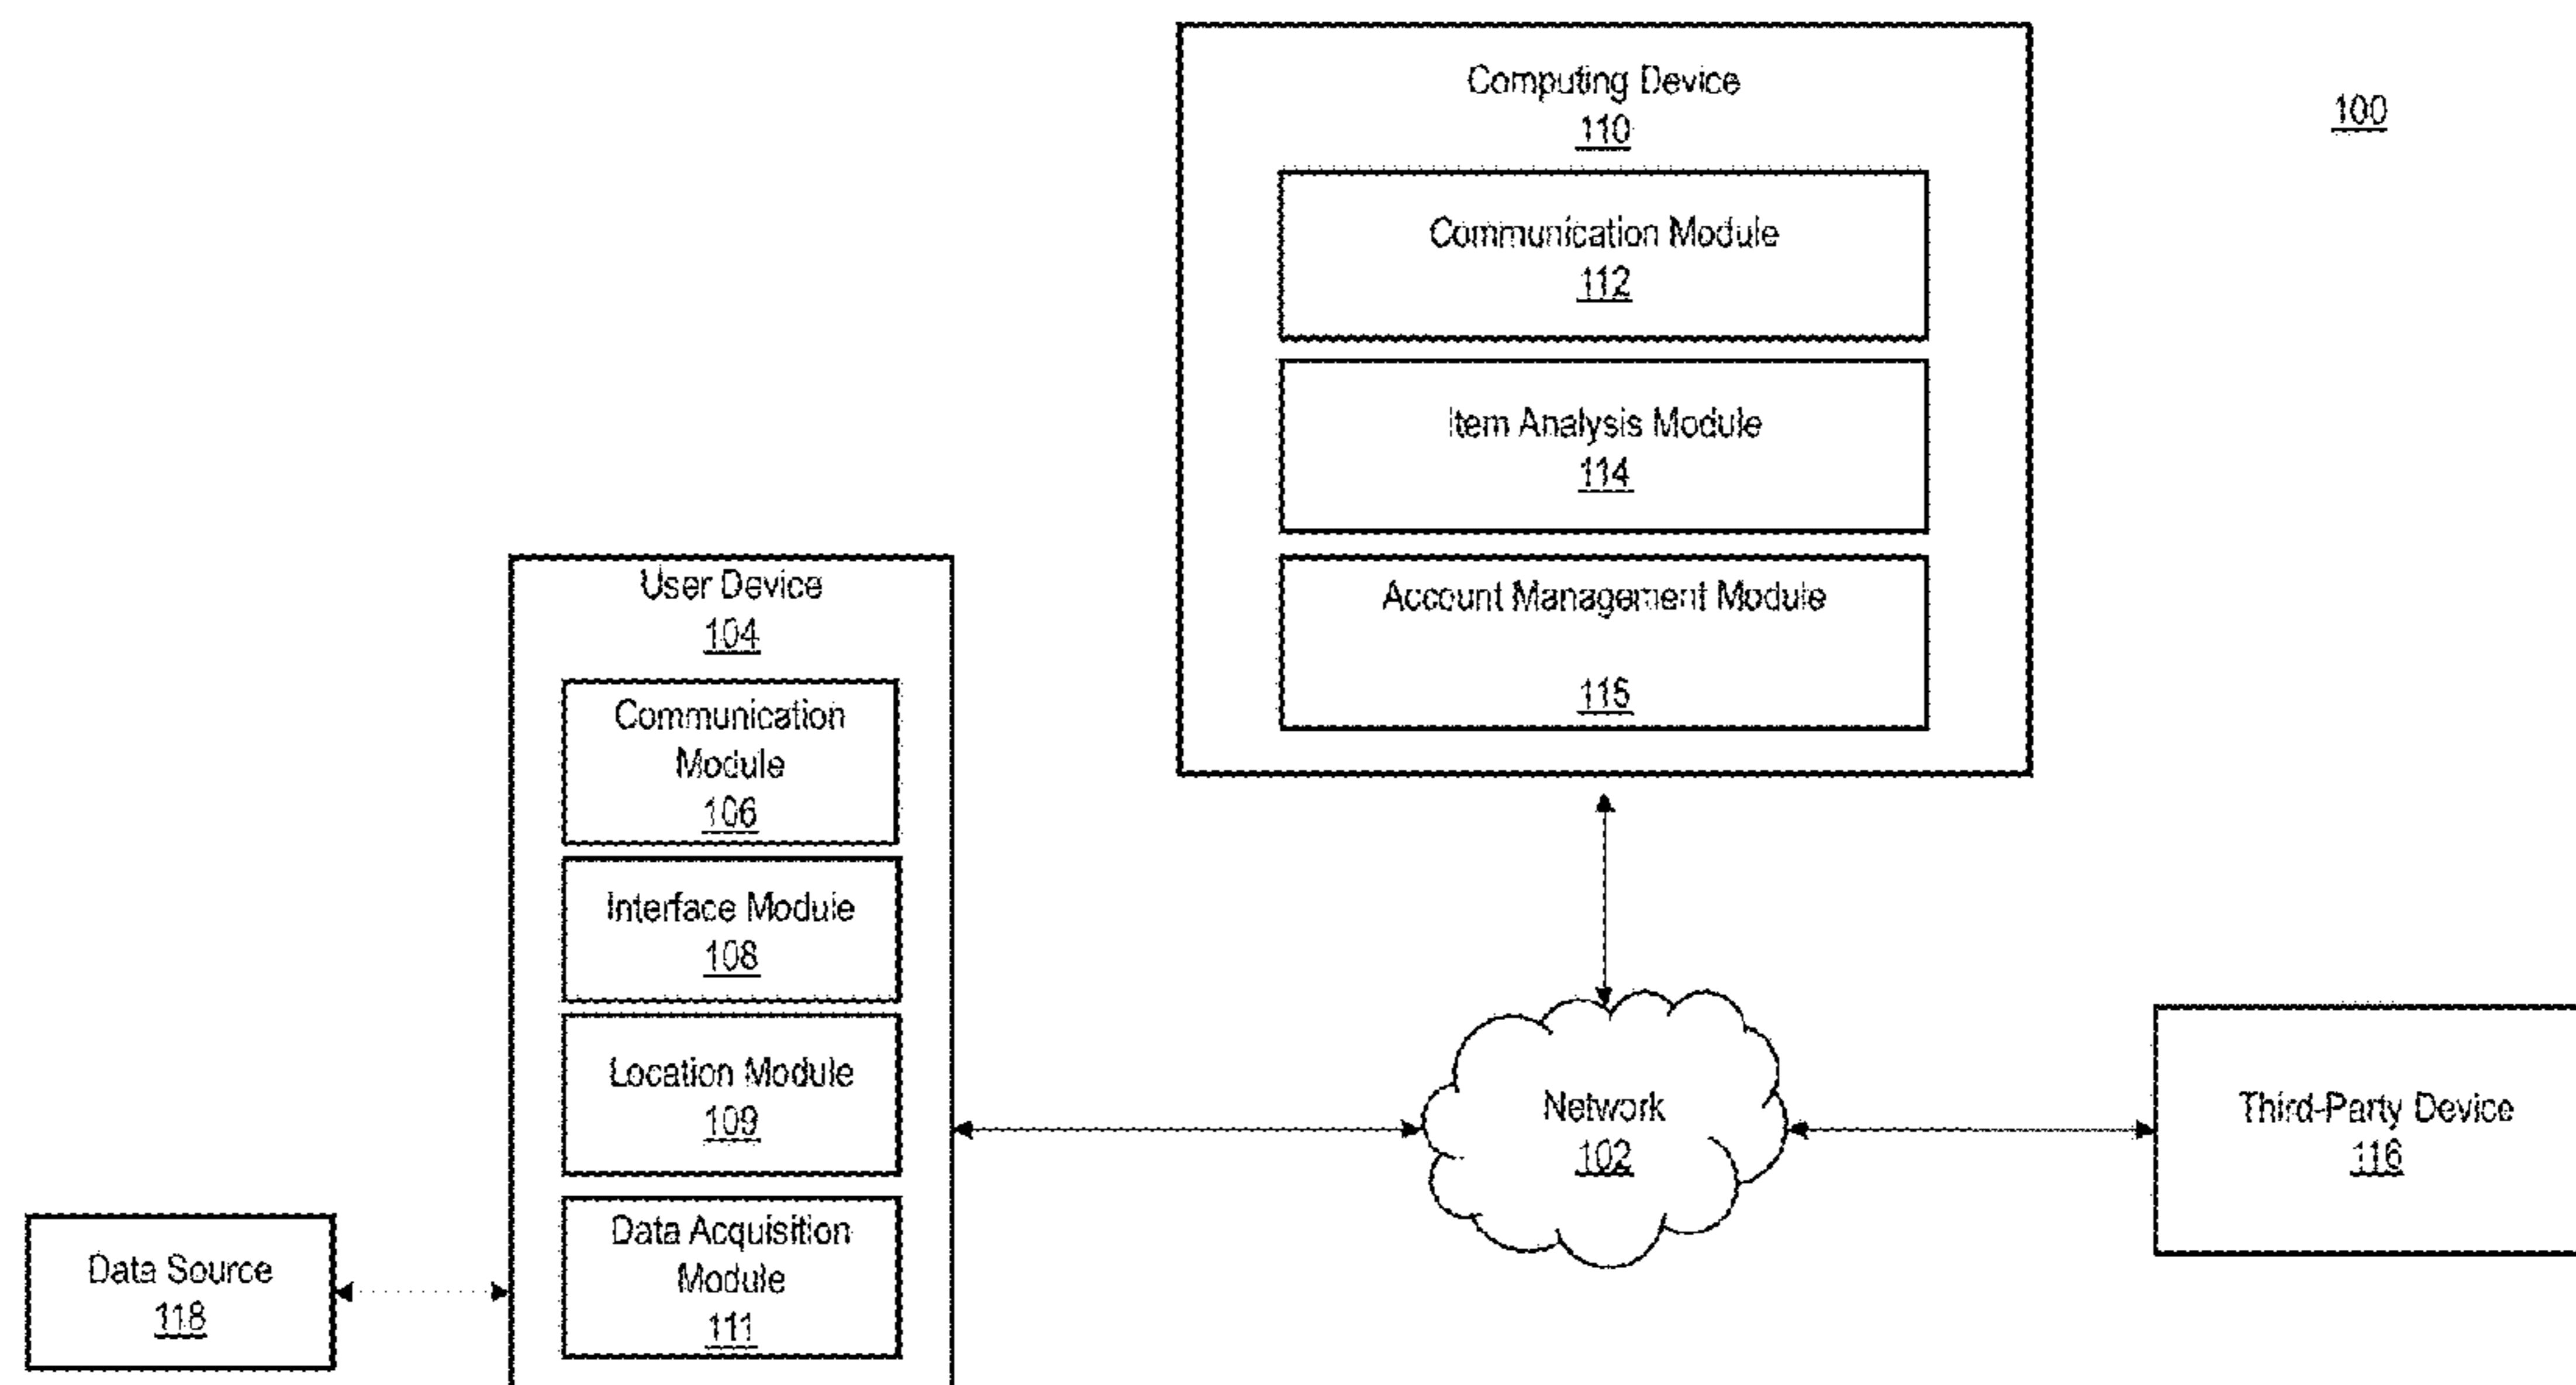 Computing Device
110
100
Communication Module
112
Item Analysis Module
114
Account Management Module
115
User Device
104
Communication
Module
106
Interface Module
108
Location Module
109
Data Acquisition
Module
111
Data Source
118
Network
102
Third-Party Device
116